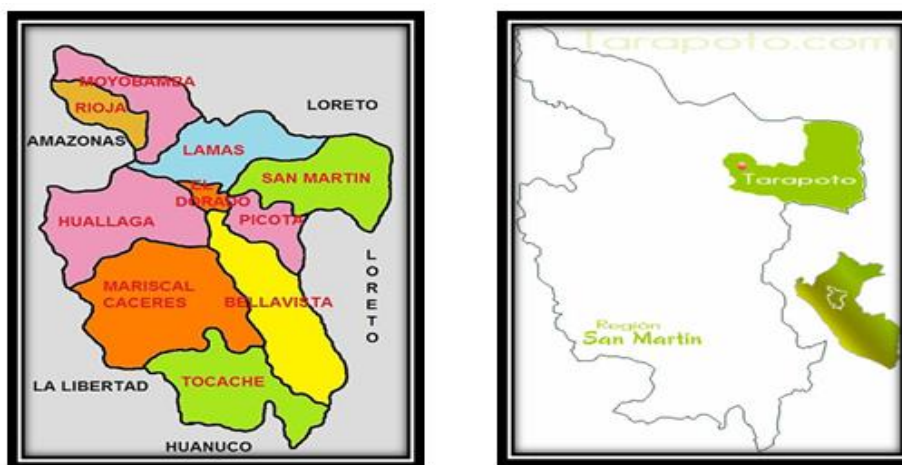 MOYOBAMBA
RIOJA
LORETO
AMAZONAS
LAMAS
SAN MARTIN
EL
DORADO
HUALLAGA
PICOTA
LORETO
MARISCAL
CACERES
BELLAVISTA
TOCACHE
LA LIBERTAD
HUANUCO
Tarapoto.com
Tarapoto
Región
San Martín